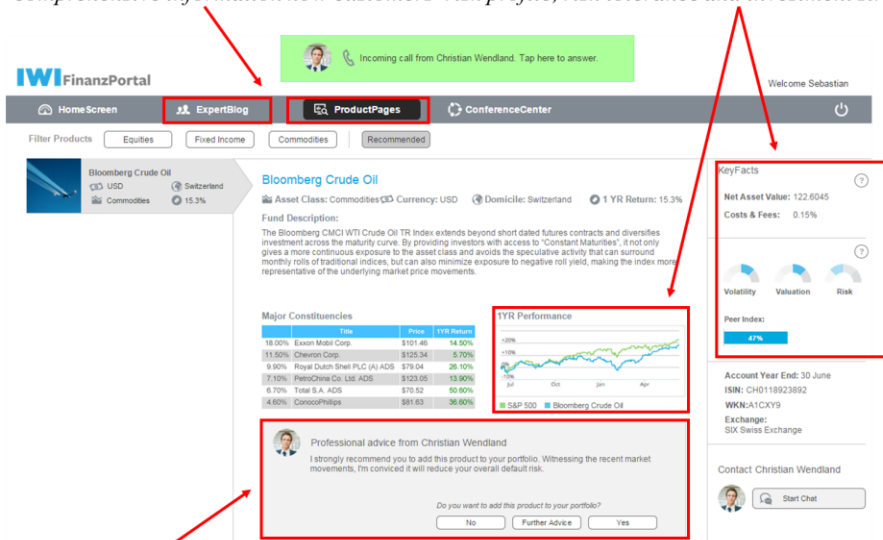 Incoming call from Christian Wendland. Tap here to answer.
IWI FinanzPortal
Welcome Sebastian
HomeScreen ExpertBlog ProductPages ConferenceCenter
Filter Products Equities Fixed Income Commodities Recommended
Bloomberg Crude Oil
USD Switzerland
Commodities 15.3%
Bloomberg Crude Oil
Asset Class: Commodities Currency: USD Domicile: Switzerland 1 YR Return: 15.3%
Fund Description:
The Bloomberg CMCI WTI Crude Oil TR Index extends beyond short dated futures contracts and diversifies
investment across the maturity curve. By providing investors with access to "Constant Maturities", it not only
gives a more continuous exposure to the asset class and avoids the speculative activity that can surround
monthly rolls of traditional indices, but can also minimize exposure to negative roll yield, making the index more
representative of the underlying market price movements.
Major Constituencies
Title Price 1YR Return
18.00% Exxon Mobil Corp. $101.46 14.50%
11.50% Chevron Corp. $125.34 5.70%
9.90% Royal Dutch Shell PLC (A) ADS $79.04 26.10%
7.10% PetroChina Co. Ltd. ADS $123.05 13.90%
6.70% Total S.A. ADS $70.52 50.60%
4.60% ConocoPhillips $81.63 36.60%
1YR Performance
+20%
+10%
0%
-10%
Jul Oct Jan Apr
S&P 500 Bloomberg Crude Oil
Professional advice from Christian Wendland
I strongly recommend you to add this product to your portfolio. Witnessing the recent market
movements, I'm conviced it will reduce your overall default risk.
Do you want to add this product to your portfolio?
No Further Advice Yes
KeyFacts
?
Net Asset Value: 122.6045
Costs & Fees: 0.15%
?
Volatility Valuation Risk
Peer Index:
47%
Account Year End: 30 June
ISIN: CH0118923892
WKN:A1CXY9
Exchange:
SIX Swiss Exchange
Contact Christian Wendland
Start Chat